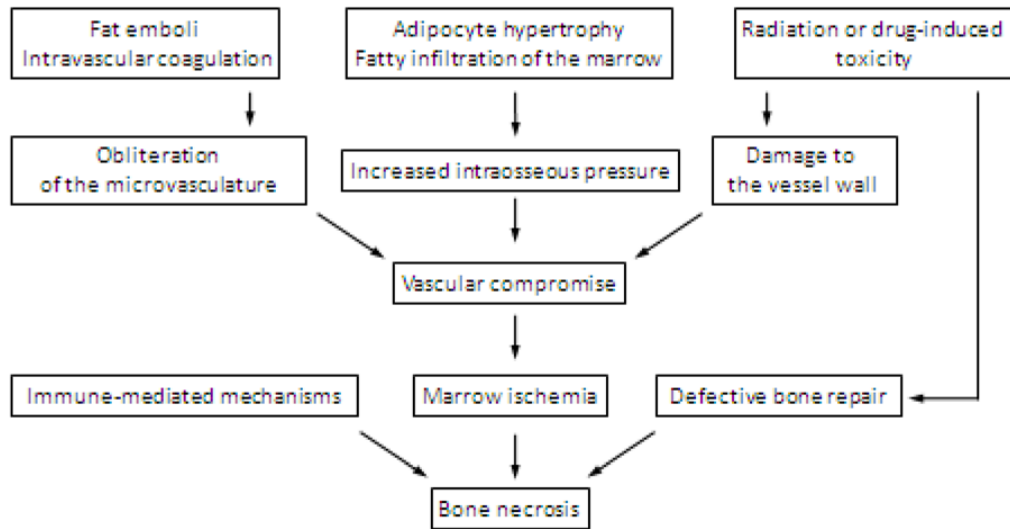 Fat emboli
Intravascular coagulation
Adipocyte hypertrophy
Fatty infiltration of the marrow
Radiation or drug-induced
toxicity
Obliteration
of the microvasculature
Increased intraosseous pressure
Damage to
the vessel wall
Vascular compromise
Immune-mediated mechanisms
Marrow ischemia
Defective bone repair
Bone necrosis